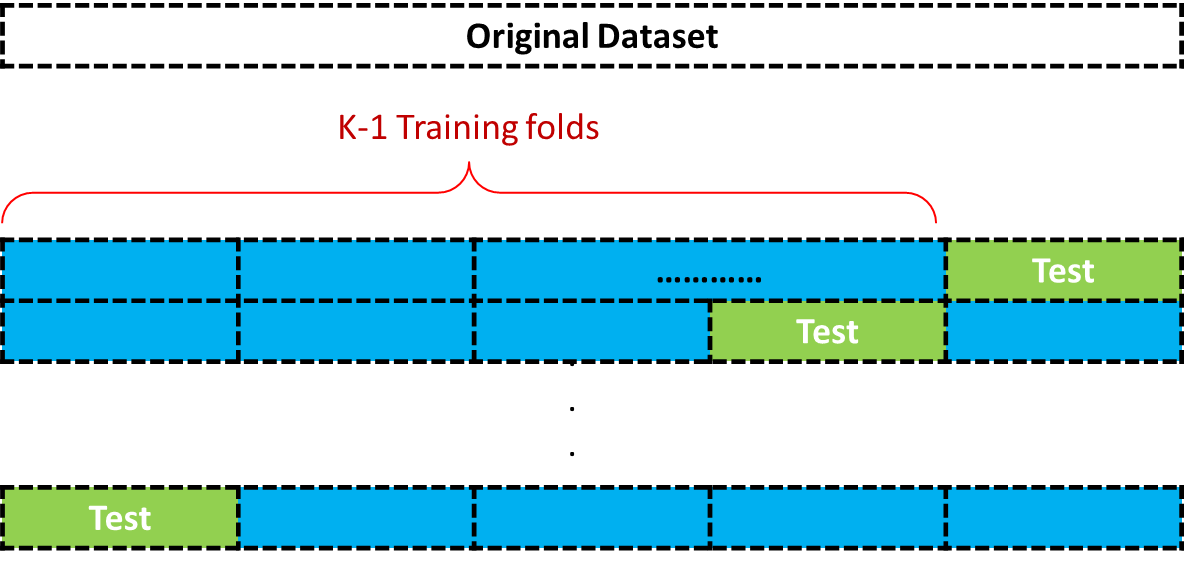 Original Dataset
K-1 Training folds
............
Test
Test
.
.
.
Test